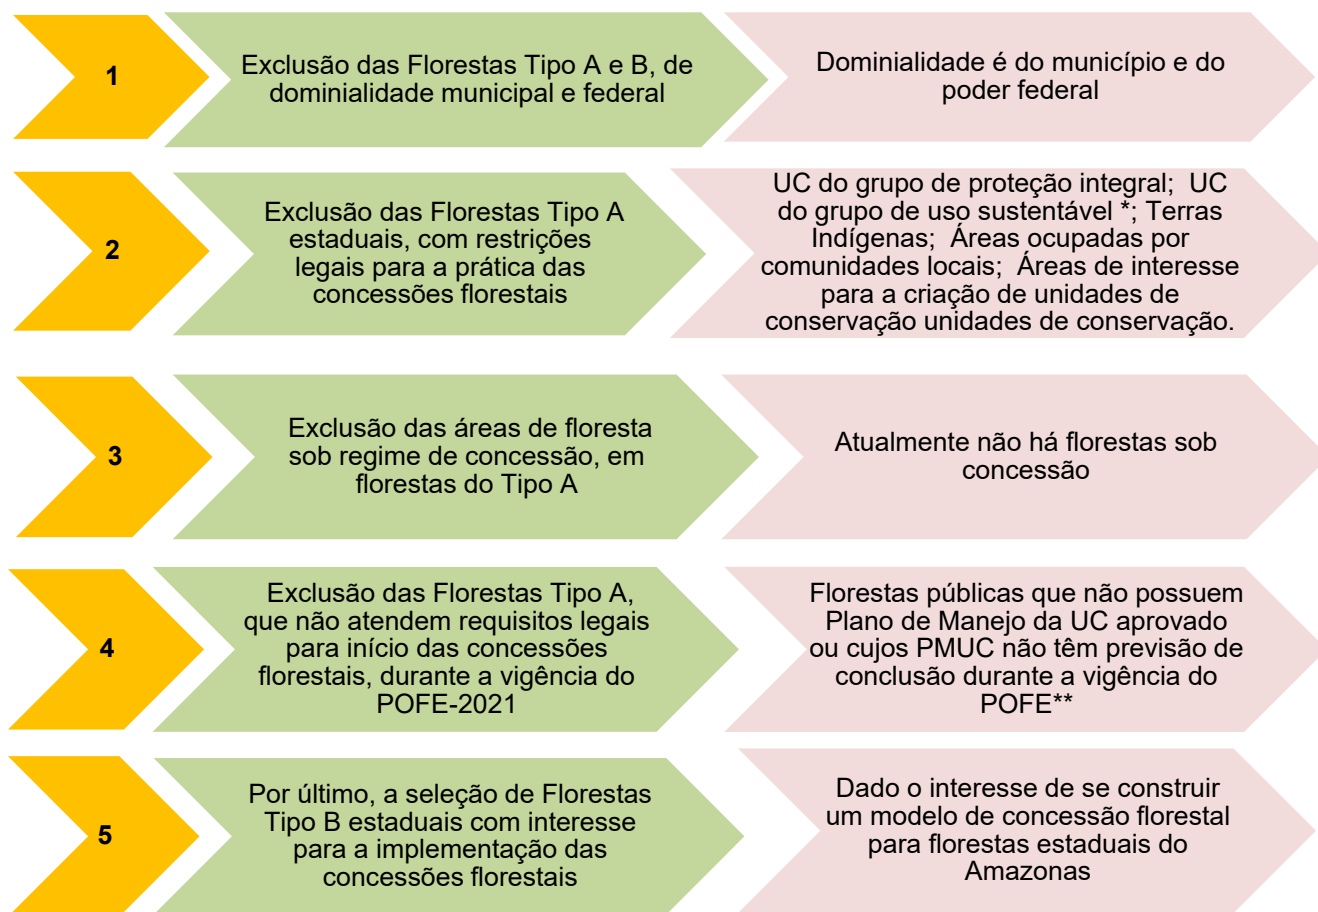 1
Exclusão das Florestas Tipo A e B, de
dominialidade municipal e federal
Dominialidade é do município e do
poder federal
2
Exclusão das Florestas Tipo A
estaduais, com restrições
legais para a prática das
concessões florestais
UC do grupo de proteção integral;  UC
do grupo de uso sustentável *; Terras
Indígenas;  Áreas ocupadas por
comunidades locais;  Áreas de interesse
para a criação de unidades de
conservação unidades de conservação.
3
Exclusão das áreas de floresta
sob regime de concessão, em
florestas do Tipo A
Atualmente não há florestas sob
concessão
4
Exclusão das Florestas Tipo A,
que não atendem requisitos legais
para início das concessões
florestais, durante a vigência do
POFE-2021
Florestas públicas que não possuem
Plano de Manejo da UC aprovado
ou cujos PMUC não têm previsão de
conclusão durante a vigência do
POFE**
5
Por último, a seleção de Florestas
Tipo B estaduais com interesse
para a implementação das
concessões florestais
Dado o interesse de se construir
um modelo de concessão florestal
para florestas estaduais do
Amazonas